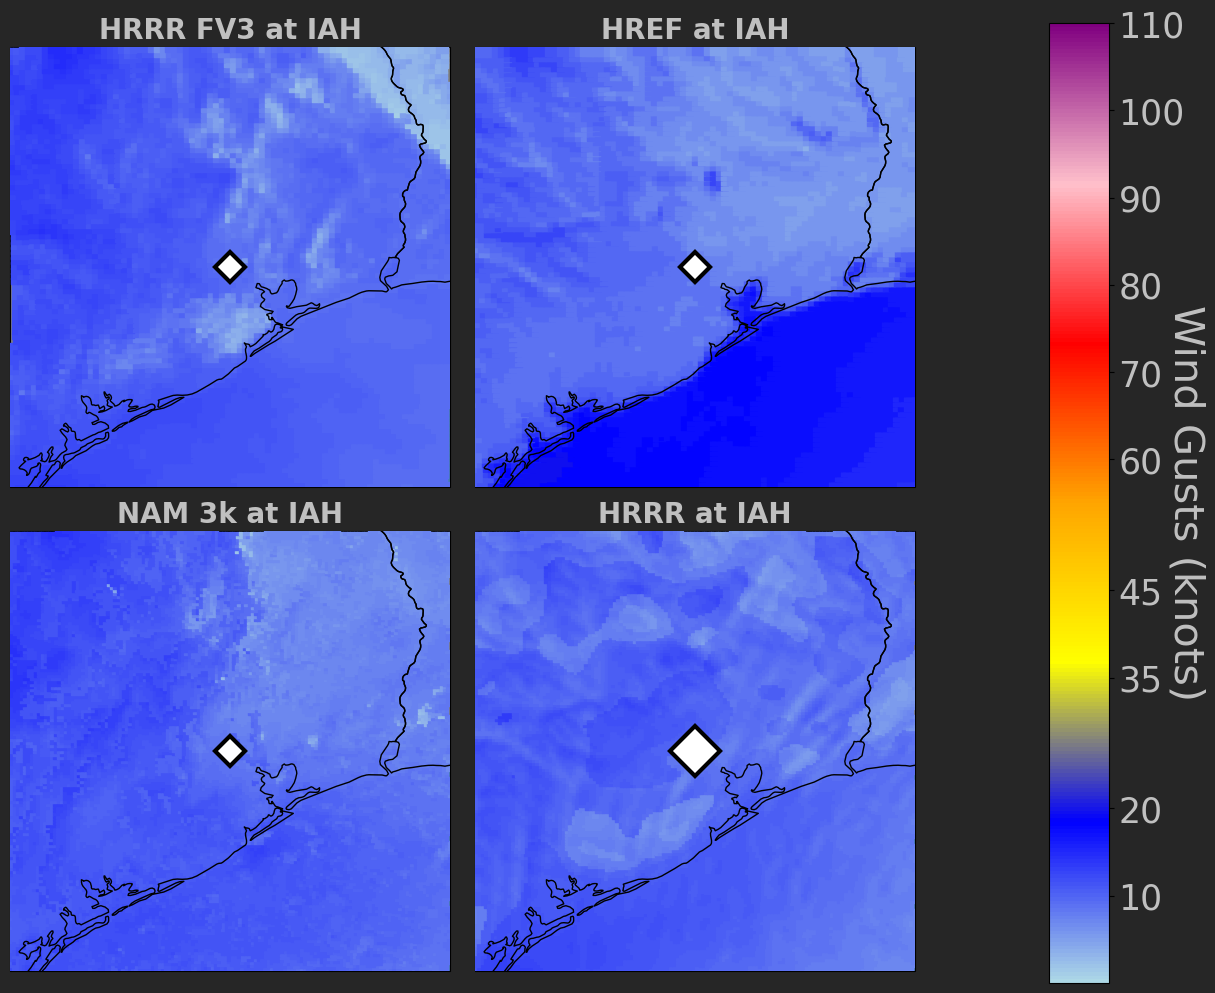 HRRR FV3 at IAH
HREF at IAH
NAM 3k at IAH
HRRR at IAH
110
100
90
80
70
60
45
35
20
10
Wind Gusts (knots)